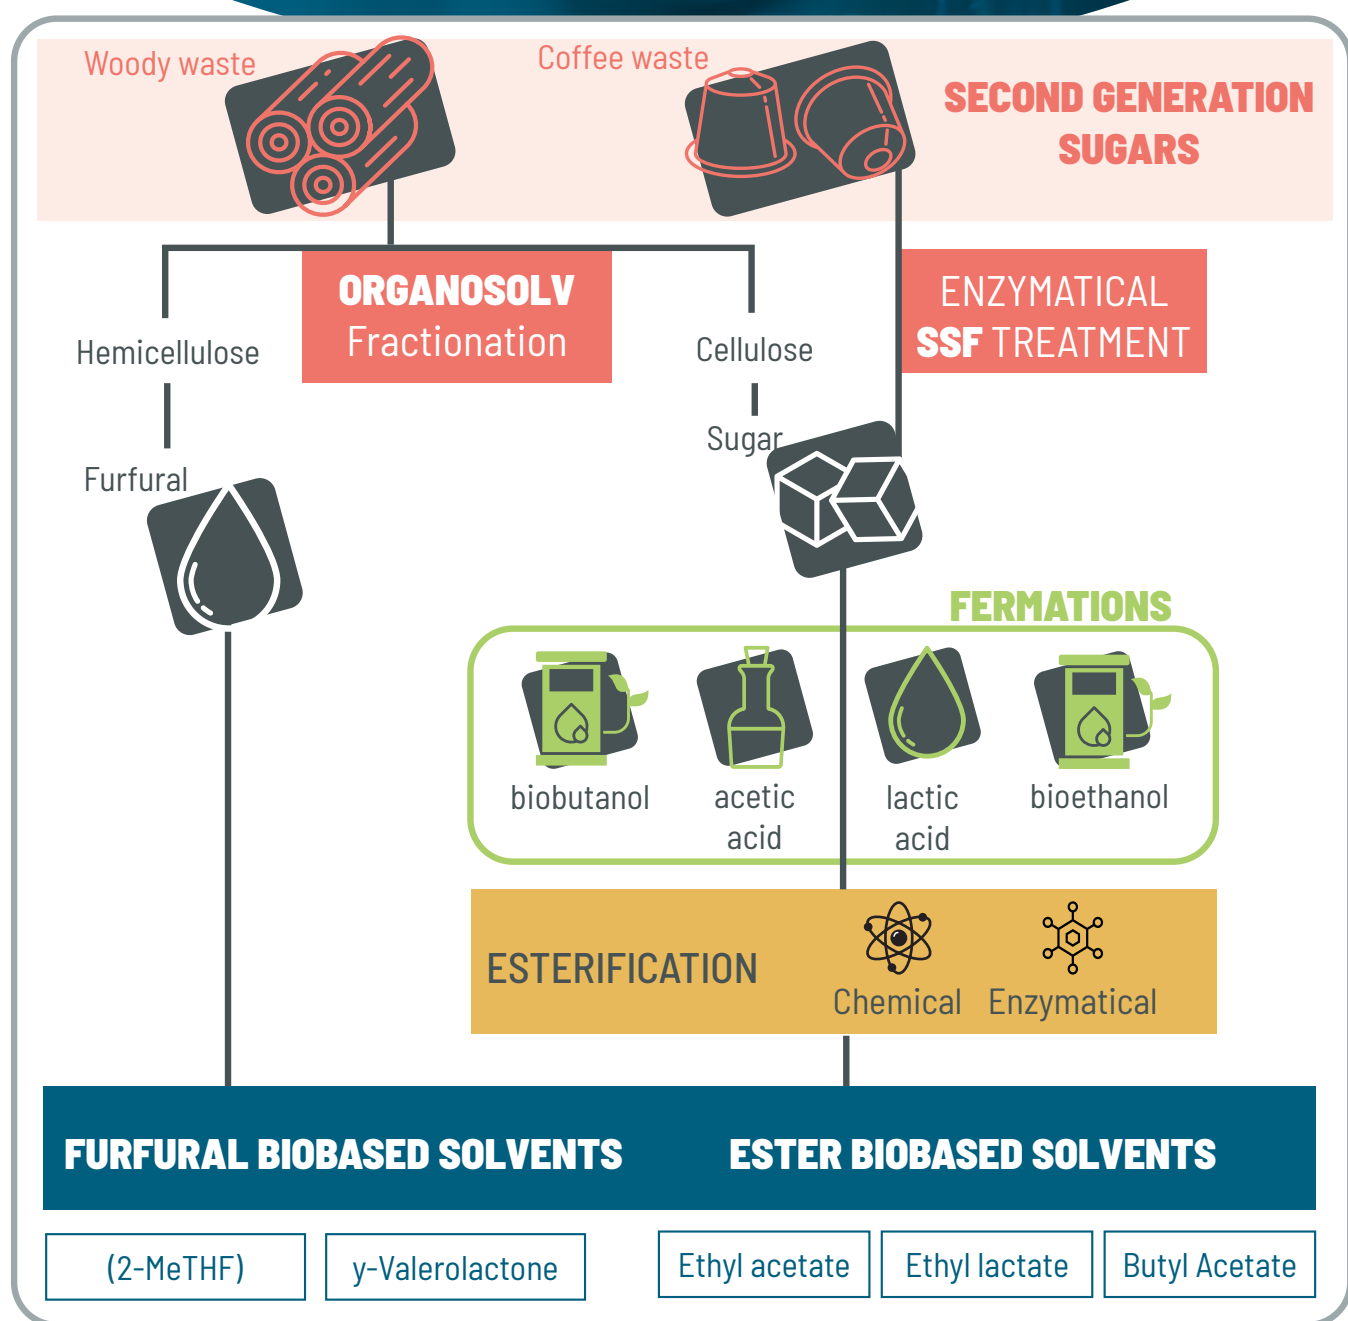 Woody waste
Coffee waste
SECOND GENERATION
SUGARS
ORGANOSOLV
Fractionation
ENZYMATICAL
SSF TREATMENT
Hemicellulose
Cellulose
Sugar
Furfural
FERMATIONS
biobutanol
acetic
acid
lactic
acid
bioethanol
ESTERIFICATION
Chemical
Enzymatical
FURFURAL BIOBASED SOLVENTS
ESTER BIOBASED SOLVENTS
(2-MeTHF)
y-Valerolactone
Ethyl acetate
Ethyl lactate
Butyl Acetate